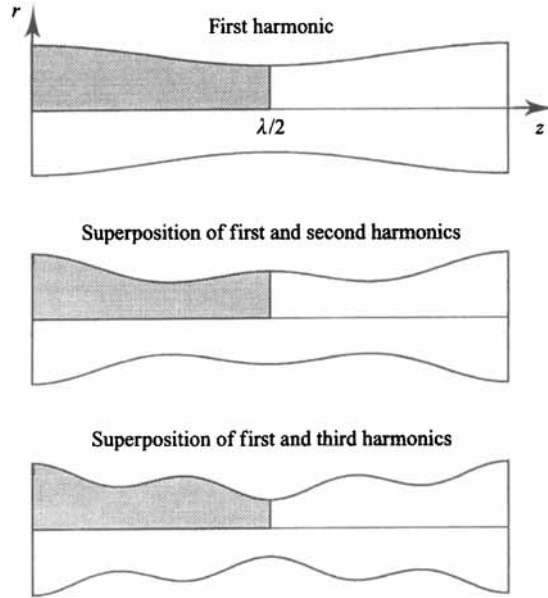 r
First harmonic
λ/2
z
Superposition of first and second harmonics
Superposition of first and third harmonics